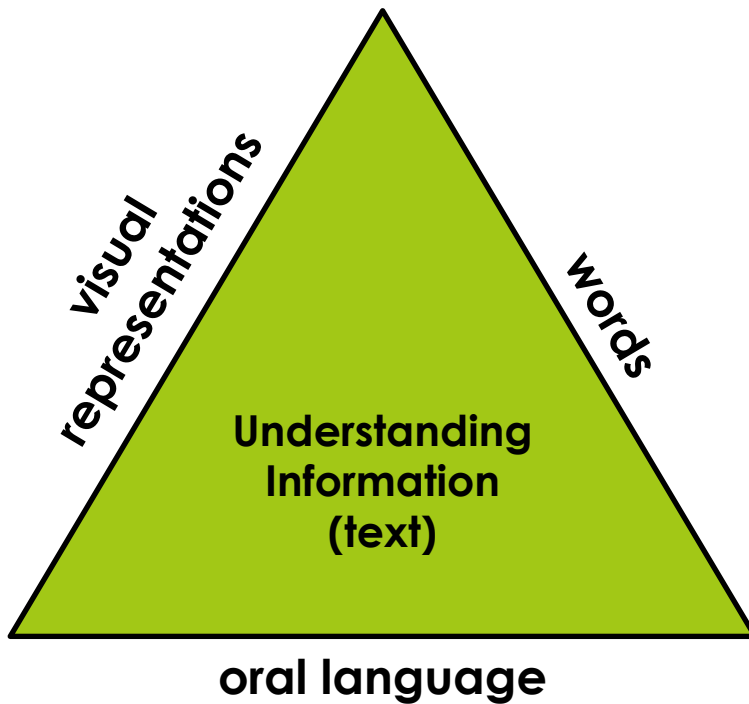 visual
representations
words
Understanding
Information
(text)
oral language